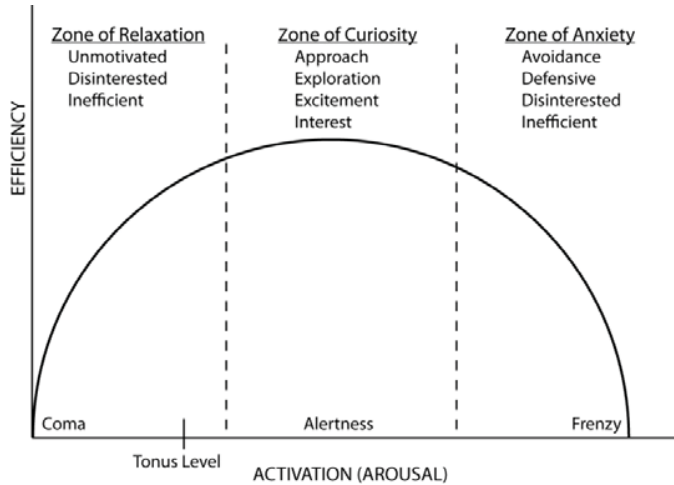 Zone of Relaxation
Unmotivated
Disinterested
Inefficient
Zone of Curiosity
Approach
Exploration
Excitement
Interest
Zone of Anxiety
Avoidance
Defensive
Disinterested
Inefficient
EFFICIENCY
Coma
Alertness
Frenzy
Tonus Level
ACTIVATION (AROUSAL)